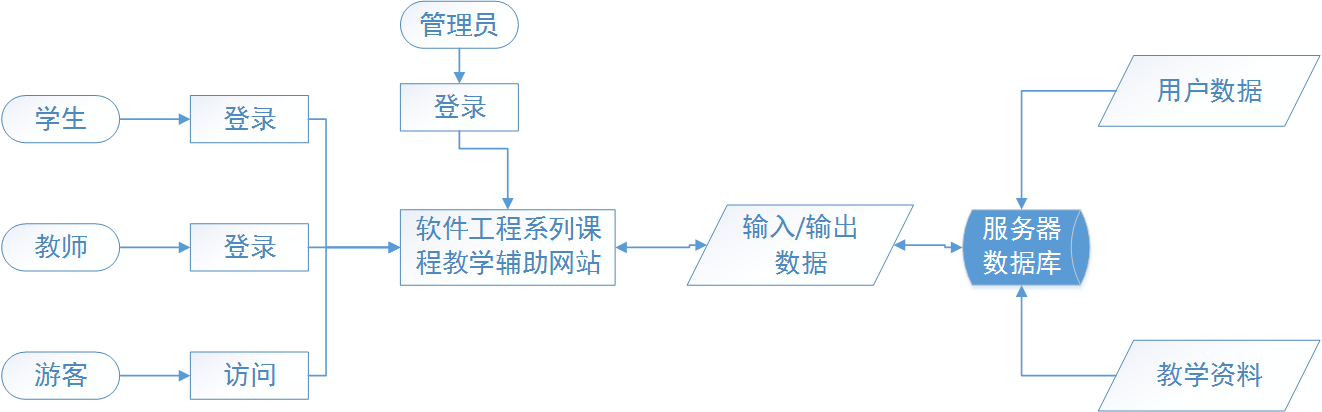 管理员
登录
学生
登录
教师
登录
游客
访问
软件工程系列课
程教学辅助网站
输入/输出
数据
服务器
数据库
用户数据
教学资料